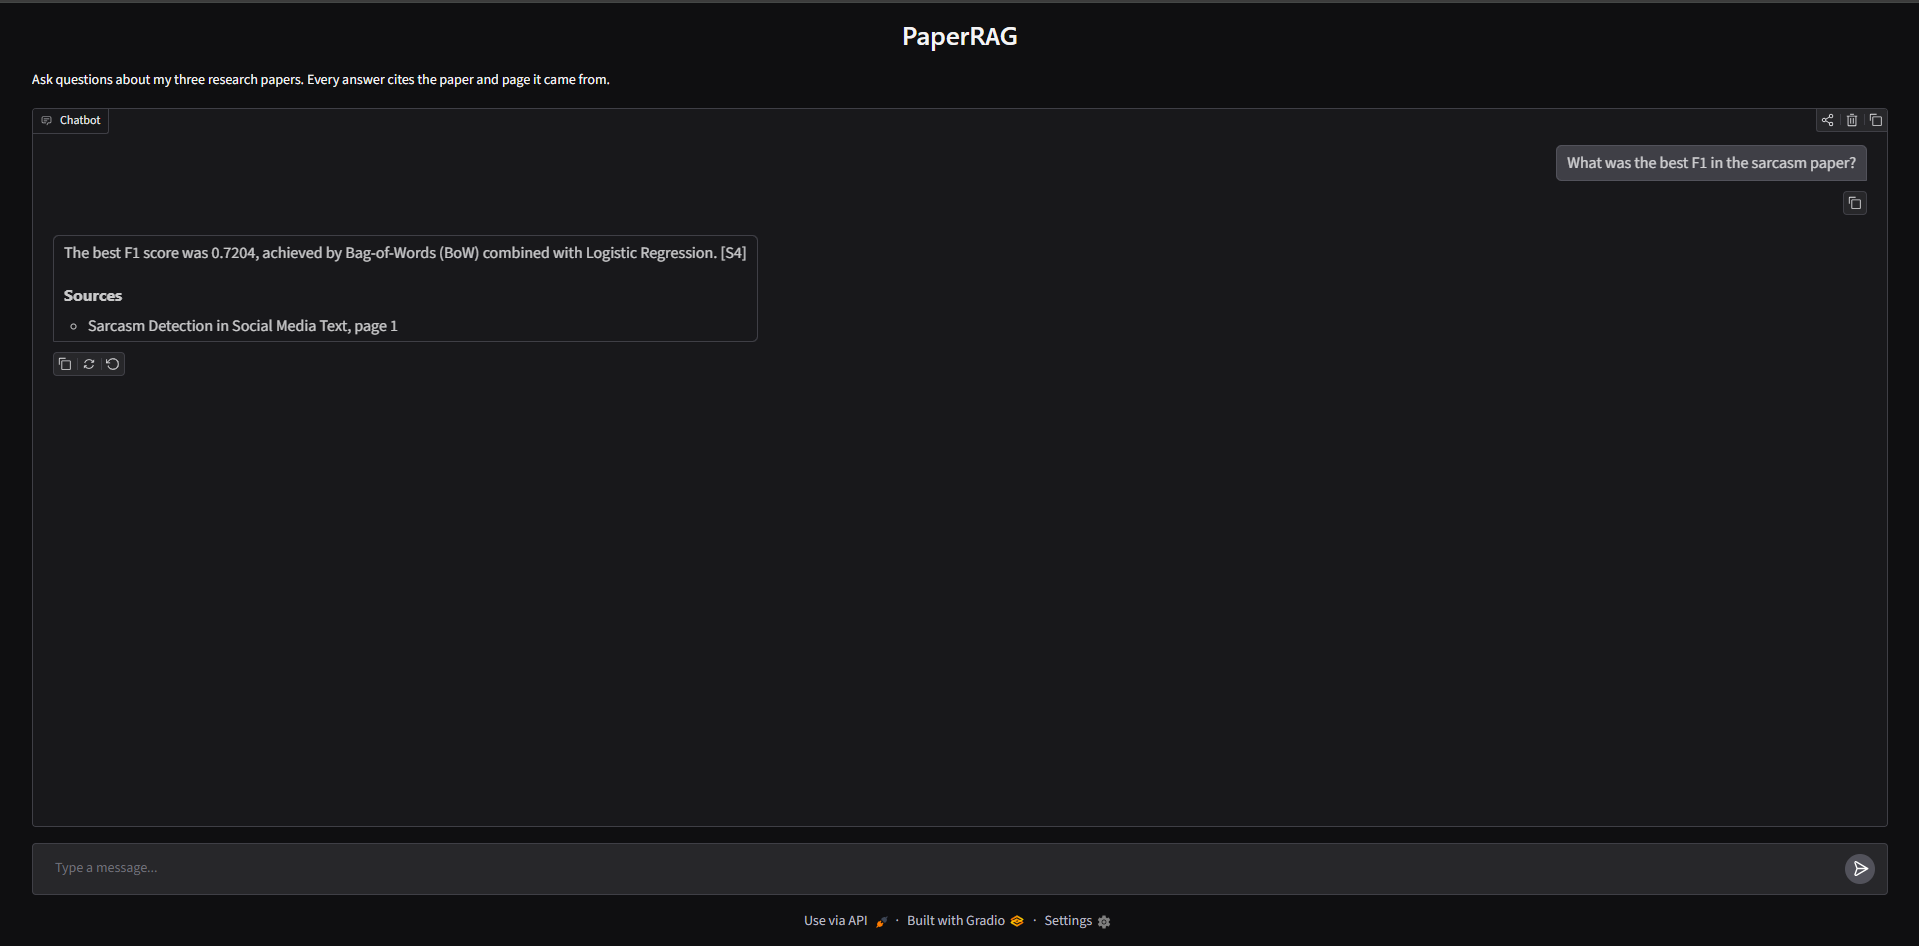 PaperRAG
Ask questions about my three research papers. Every answer cites the paper and page it came from.
Chatbot
What was the best F1 in the sarcasm paper?
The best F1 score was 0.7204, achieved by Bag-of-Words (BoW) combined with Logistic Regression. [S4]
Sources
Sarcasm Detection in Social Media Text, page 1
Type a message...
Use via API · Built with Gradio · Settings